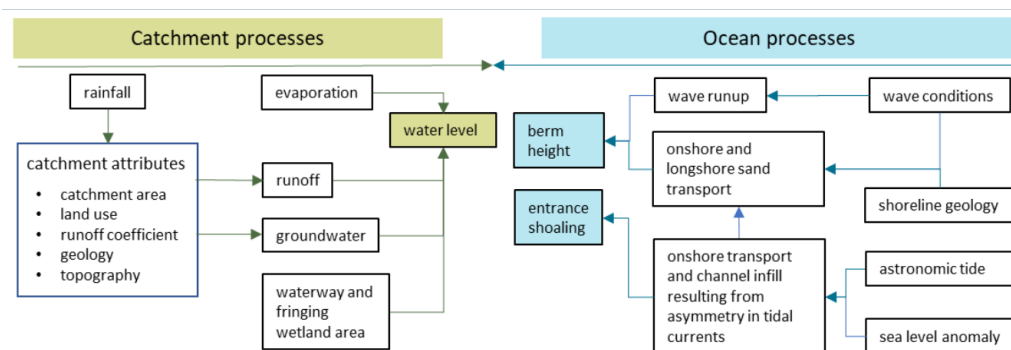 Catchment processes
Ocean processes
rainfall
evaporation
water level
catchment attributes
• catchment area
• land use
• runoff coefficient
• geology
• topography
runoff
groundwater
waterway and
fringing
wetland area
berm
height
entrance
shoaling
wave runup
wave conditions
onshore and
longshore sand
transport
shoreline geology
onshore transport
and channel infill
resulting from
asymmetry in tidal
currents
astronomic tide
sea level anomaly